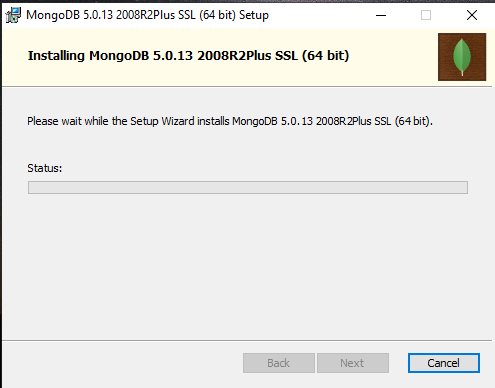 MongoDB 5.0.13 2008R2Plus SSL (64 bit) Setup
Installing MongoDB 5.0.13 2008R2Plus SSL (64 bit)
Please wait while the Setup Wizard installs MongoDB 5.0.13 2008R2Plus SSL (64 bit).
Status:
Back Next Cancel